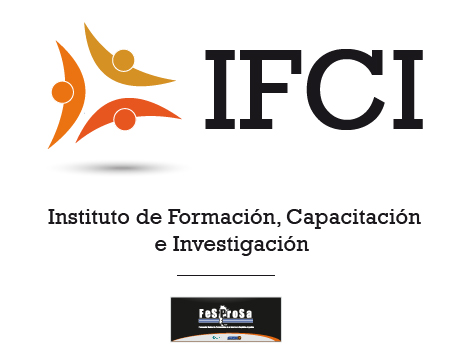 IFCI
Instituto de Formación, Capacitación
e Investigación
FeSProSa